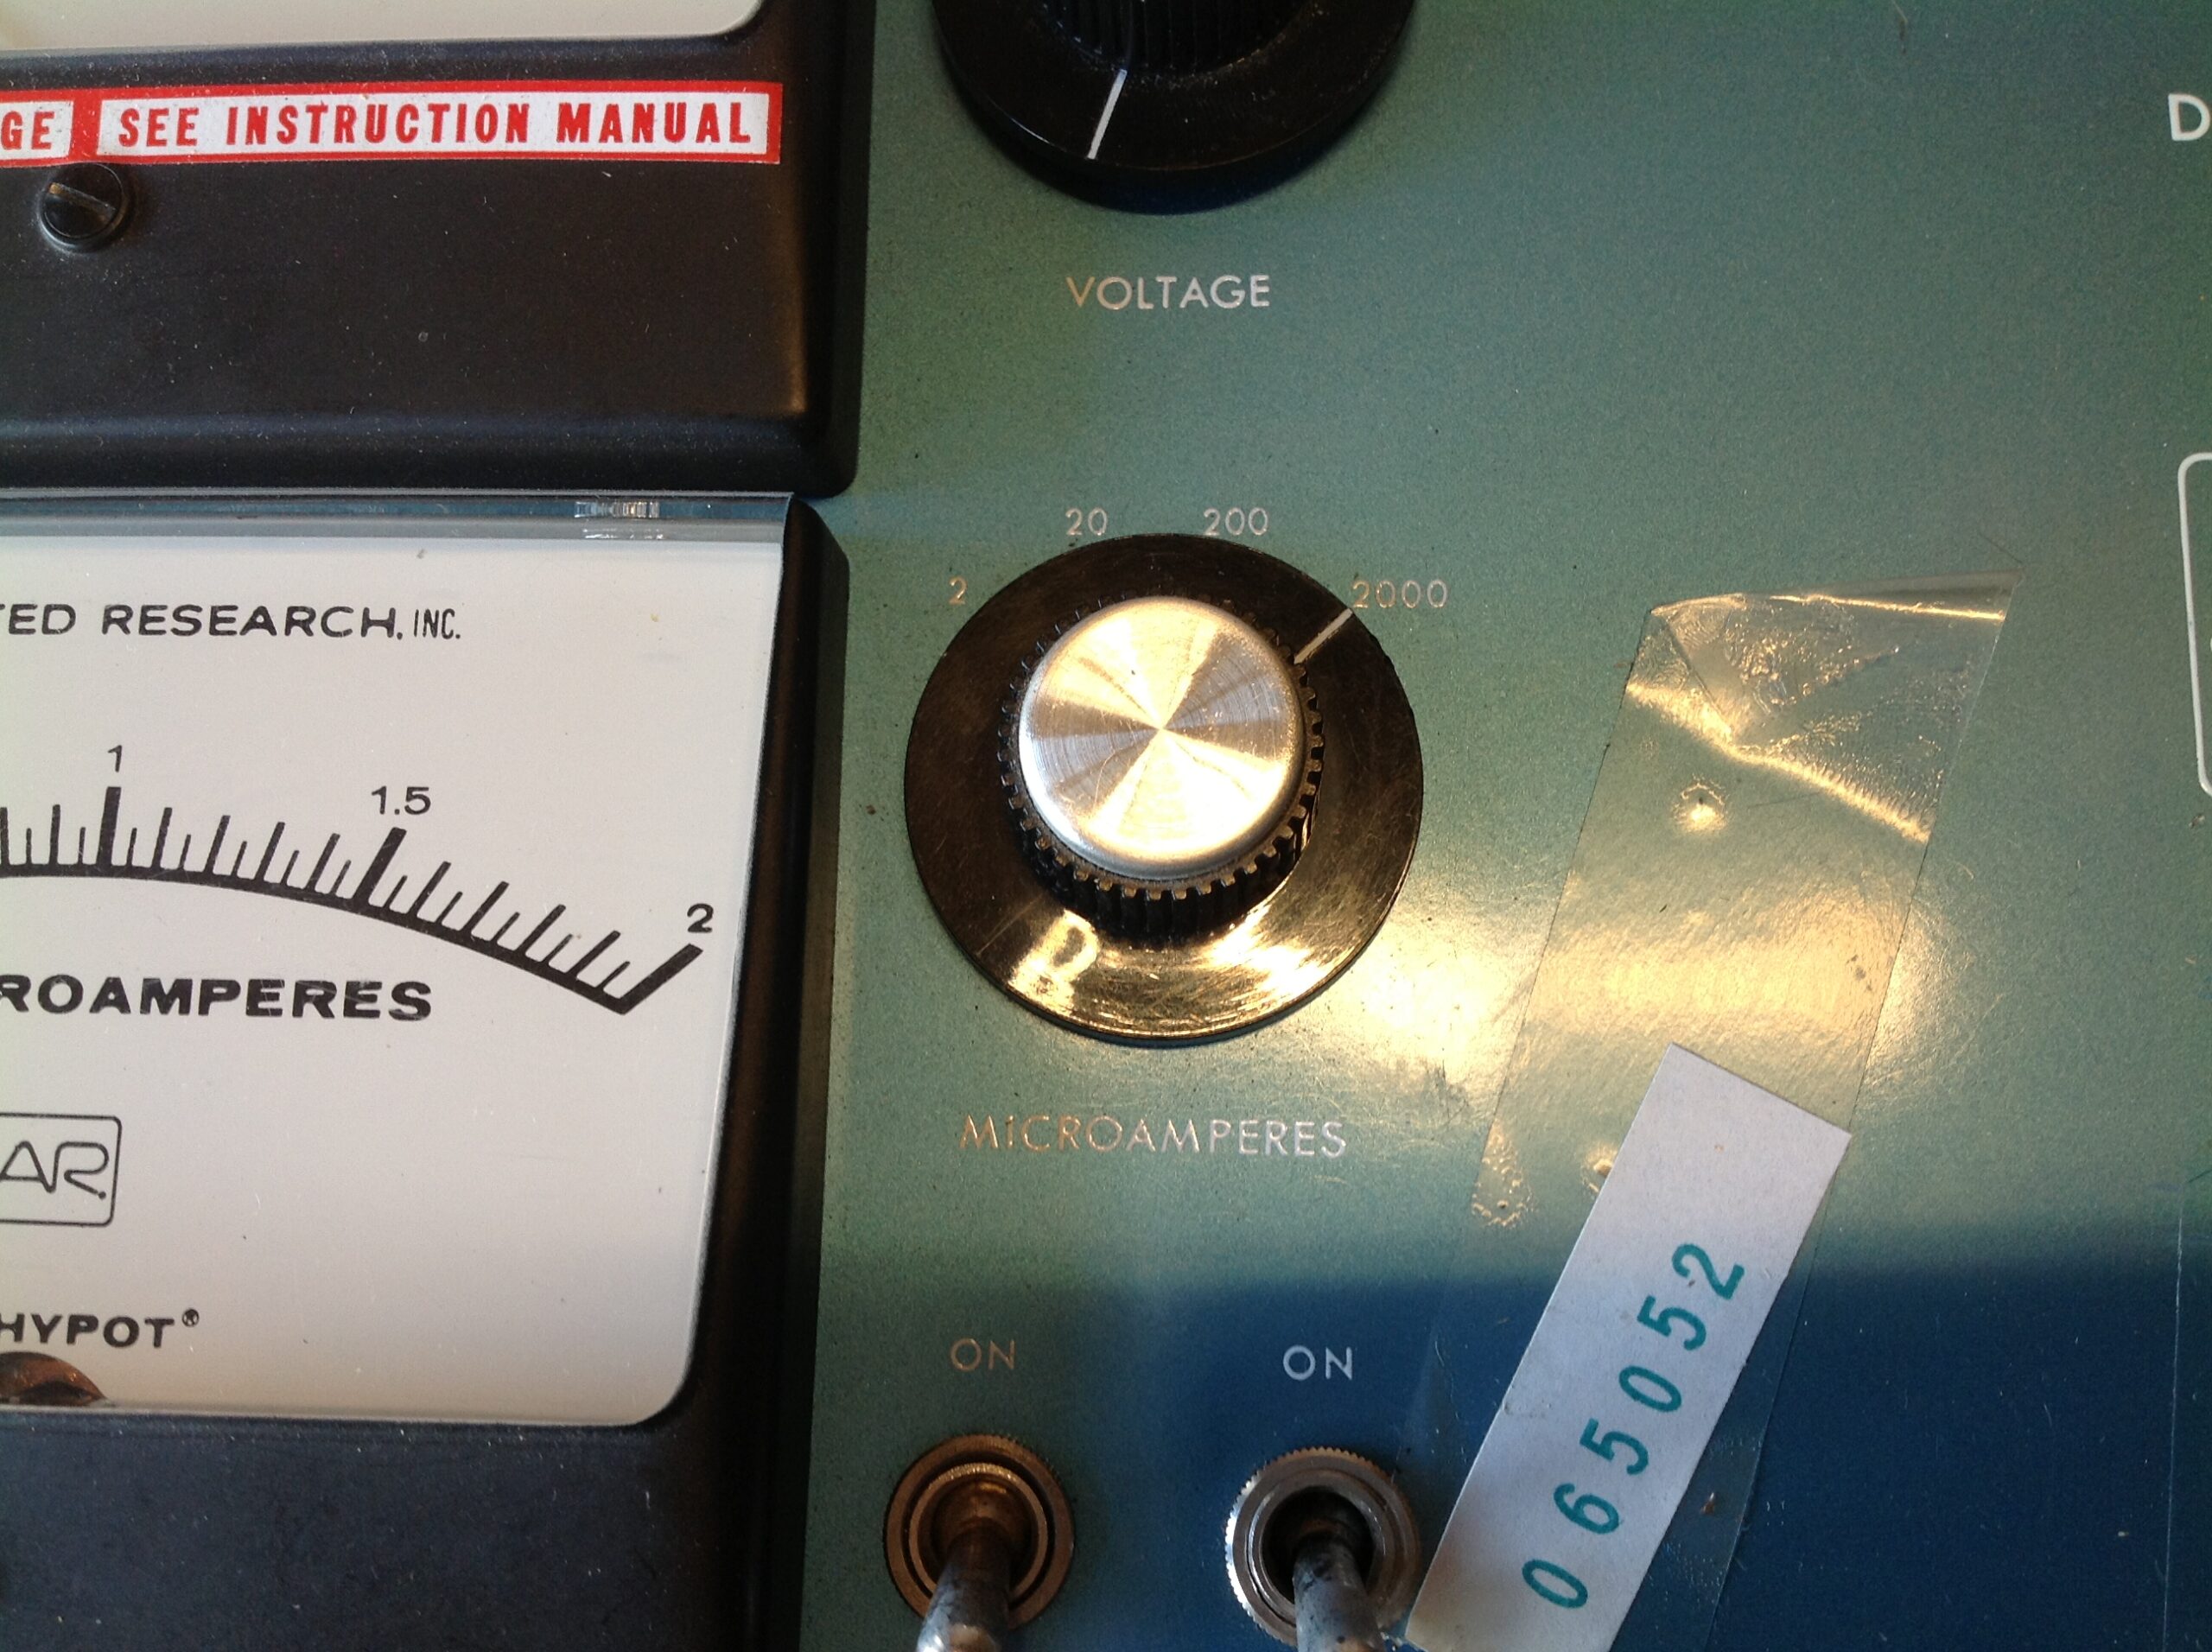 GE SEE INSTRUCTION MANUAL
D
VOLTAGE
20 200
2 2000
TED RESEARCH, INC.
1
1.5
2
ROAMPERES
MICROAMPERES
AR
HYPOT®
ON ON
065052